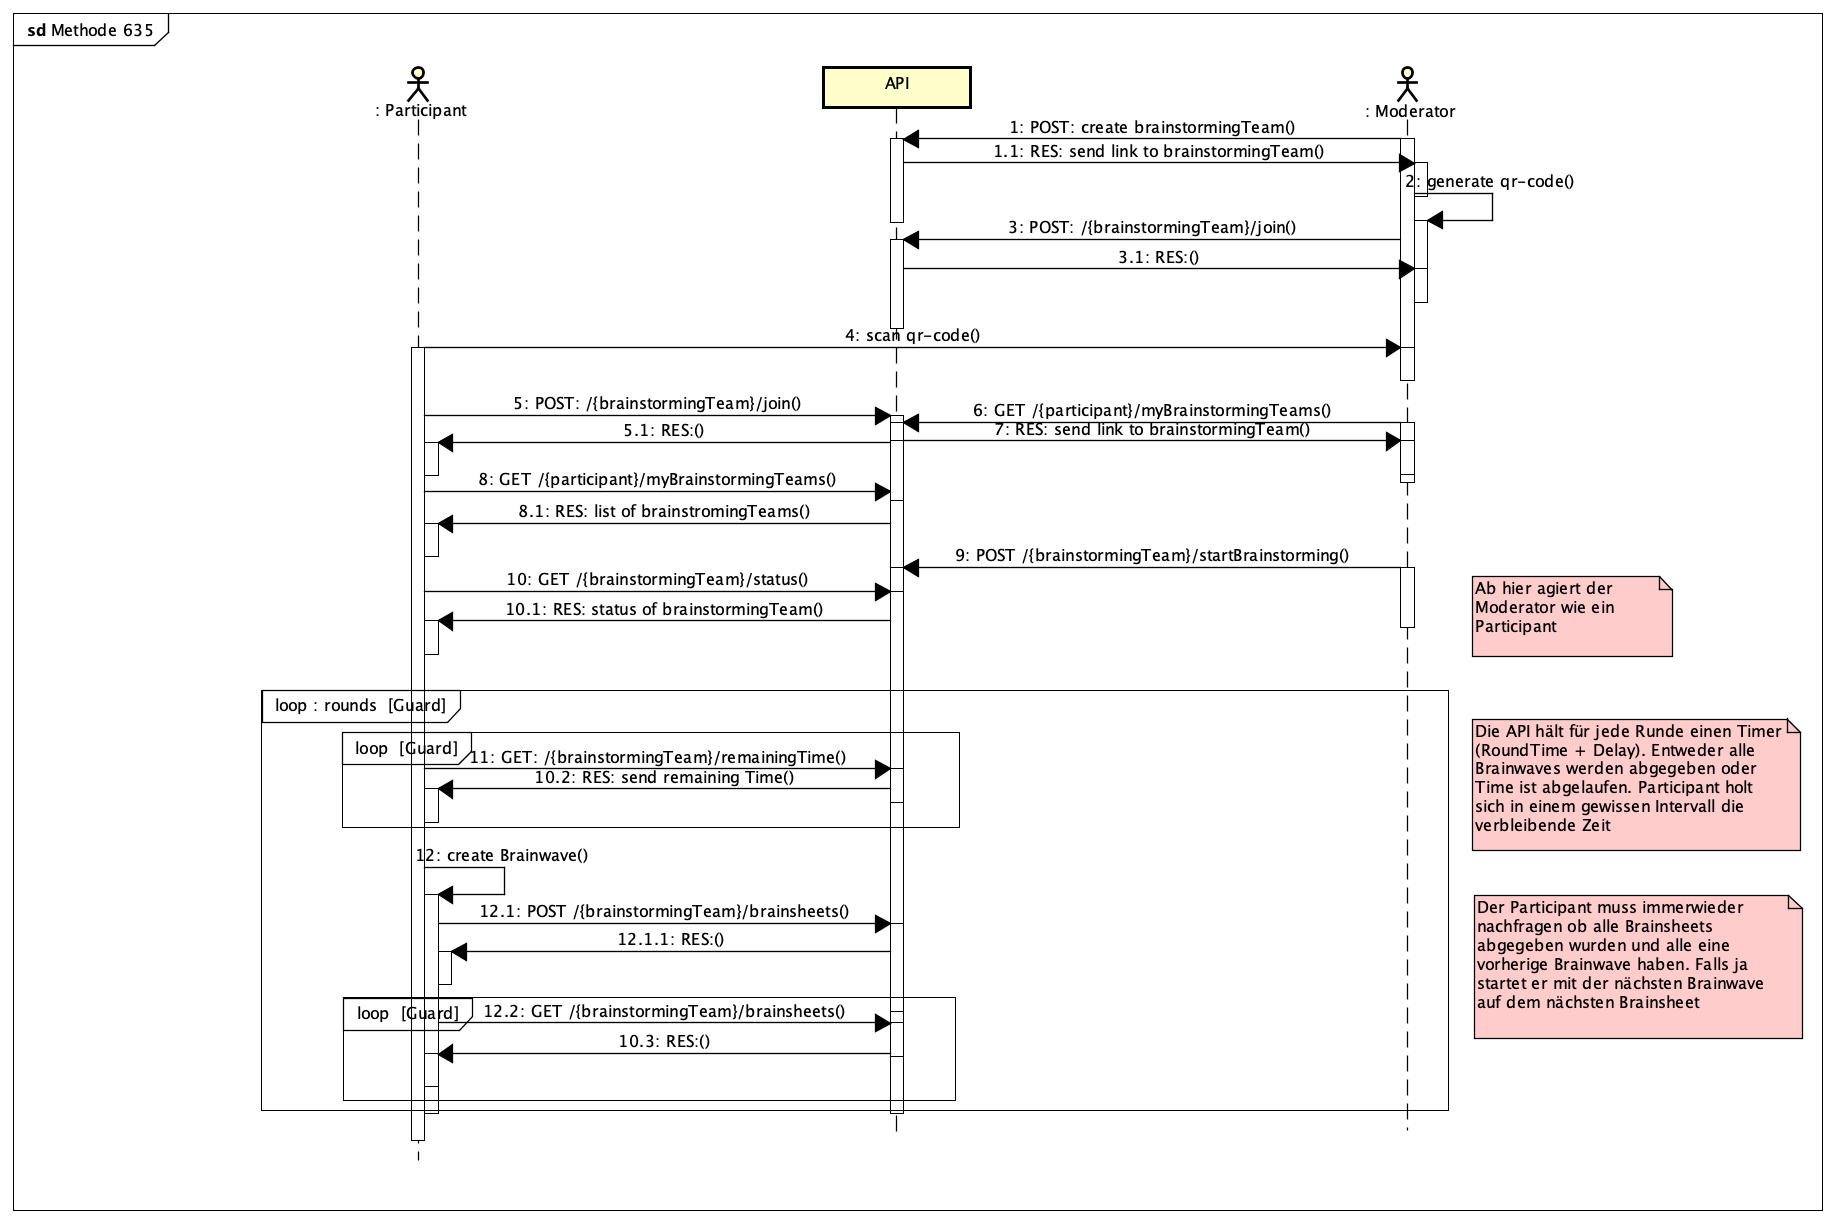 sd Methode 635
: Participant
API
: Moderator
1: POST: create brainstormingTeam()
1.1: RES: send link to brainstormingTeam()
2: generate qr-code()
3: POST: /{brainstormingTeam}/join()
3.1: RES:()
4: scan qr-code()
5: POST: /{brainstormingTeam}/join()
6: GET /{participant}/myBrainstormingTeams()
5.1: RES:()
7: RES: send link to brainstormingTeam()
8: GET /{participant}/myBrainstormingTeams()
8.1: RES: list of brainstromingTeams()
9: POST /{brainstormingTeam}/startBrainstorming()
10: GET /{brainstormingTeam}/status()
10.1: RES: status of brainstormingTeam()
Ab hier agiert der
Moderator wie ein
Participant
loop : rounds [Guard]
loop [Guard]
11: GET: /{brainstormingTeam}/remainingTime()
10.2: RES: send remaining Time()
Die API hält für jede Runde einen Timer
(RoundTime + Delay). Entweder alle
Brainwaves werden abgegeben oder
Time ist abgelaufen. Participant holt
sich in einem gewissen Intervall die
verbleibende Zeit
12: create Brainwave()
12.1: POST /{brainstormingTeam}/brainsheets()
12.1.1: RES:()
Der Participant muss immerwieder
nachfragen ob alle Brainsheets
abgegeben wurden und alle eine
vorherige Brainwave haben. Falls ja
startet er mit der nächsten Brainwave
auf dem nächsten Brainsheet
loop [Guard]
12.2: GET /{brainstormingTeam}/brainsheets()
10.3: RES:()